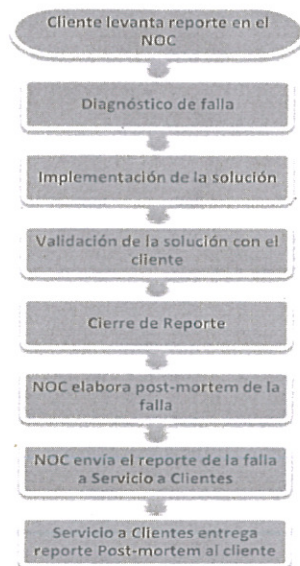 Cliente levanta reporte en el
NOC
Diagnóstico de falla
Implementación de la solución
Validación de la solución con el
cliente
Cierre de Reporte
NOC elabora post-mortem de la
falla
NOC envía el reporte de la falla
a Servicio a Clientes
Servicio a Clientes entrega
reporte Post-mortem al cliente